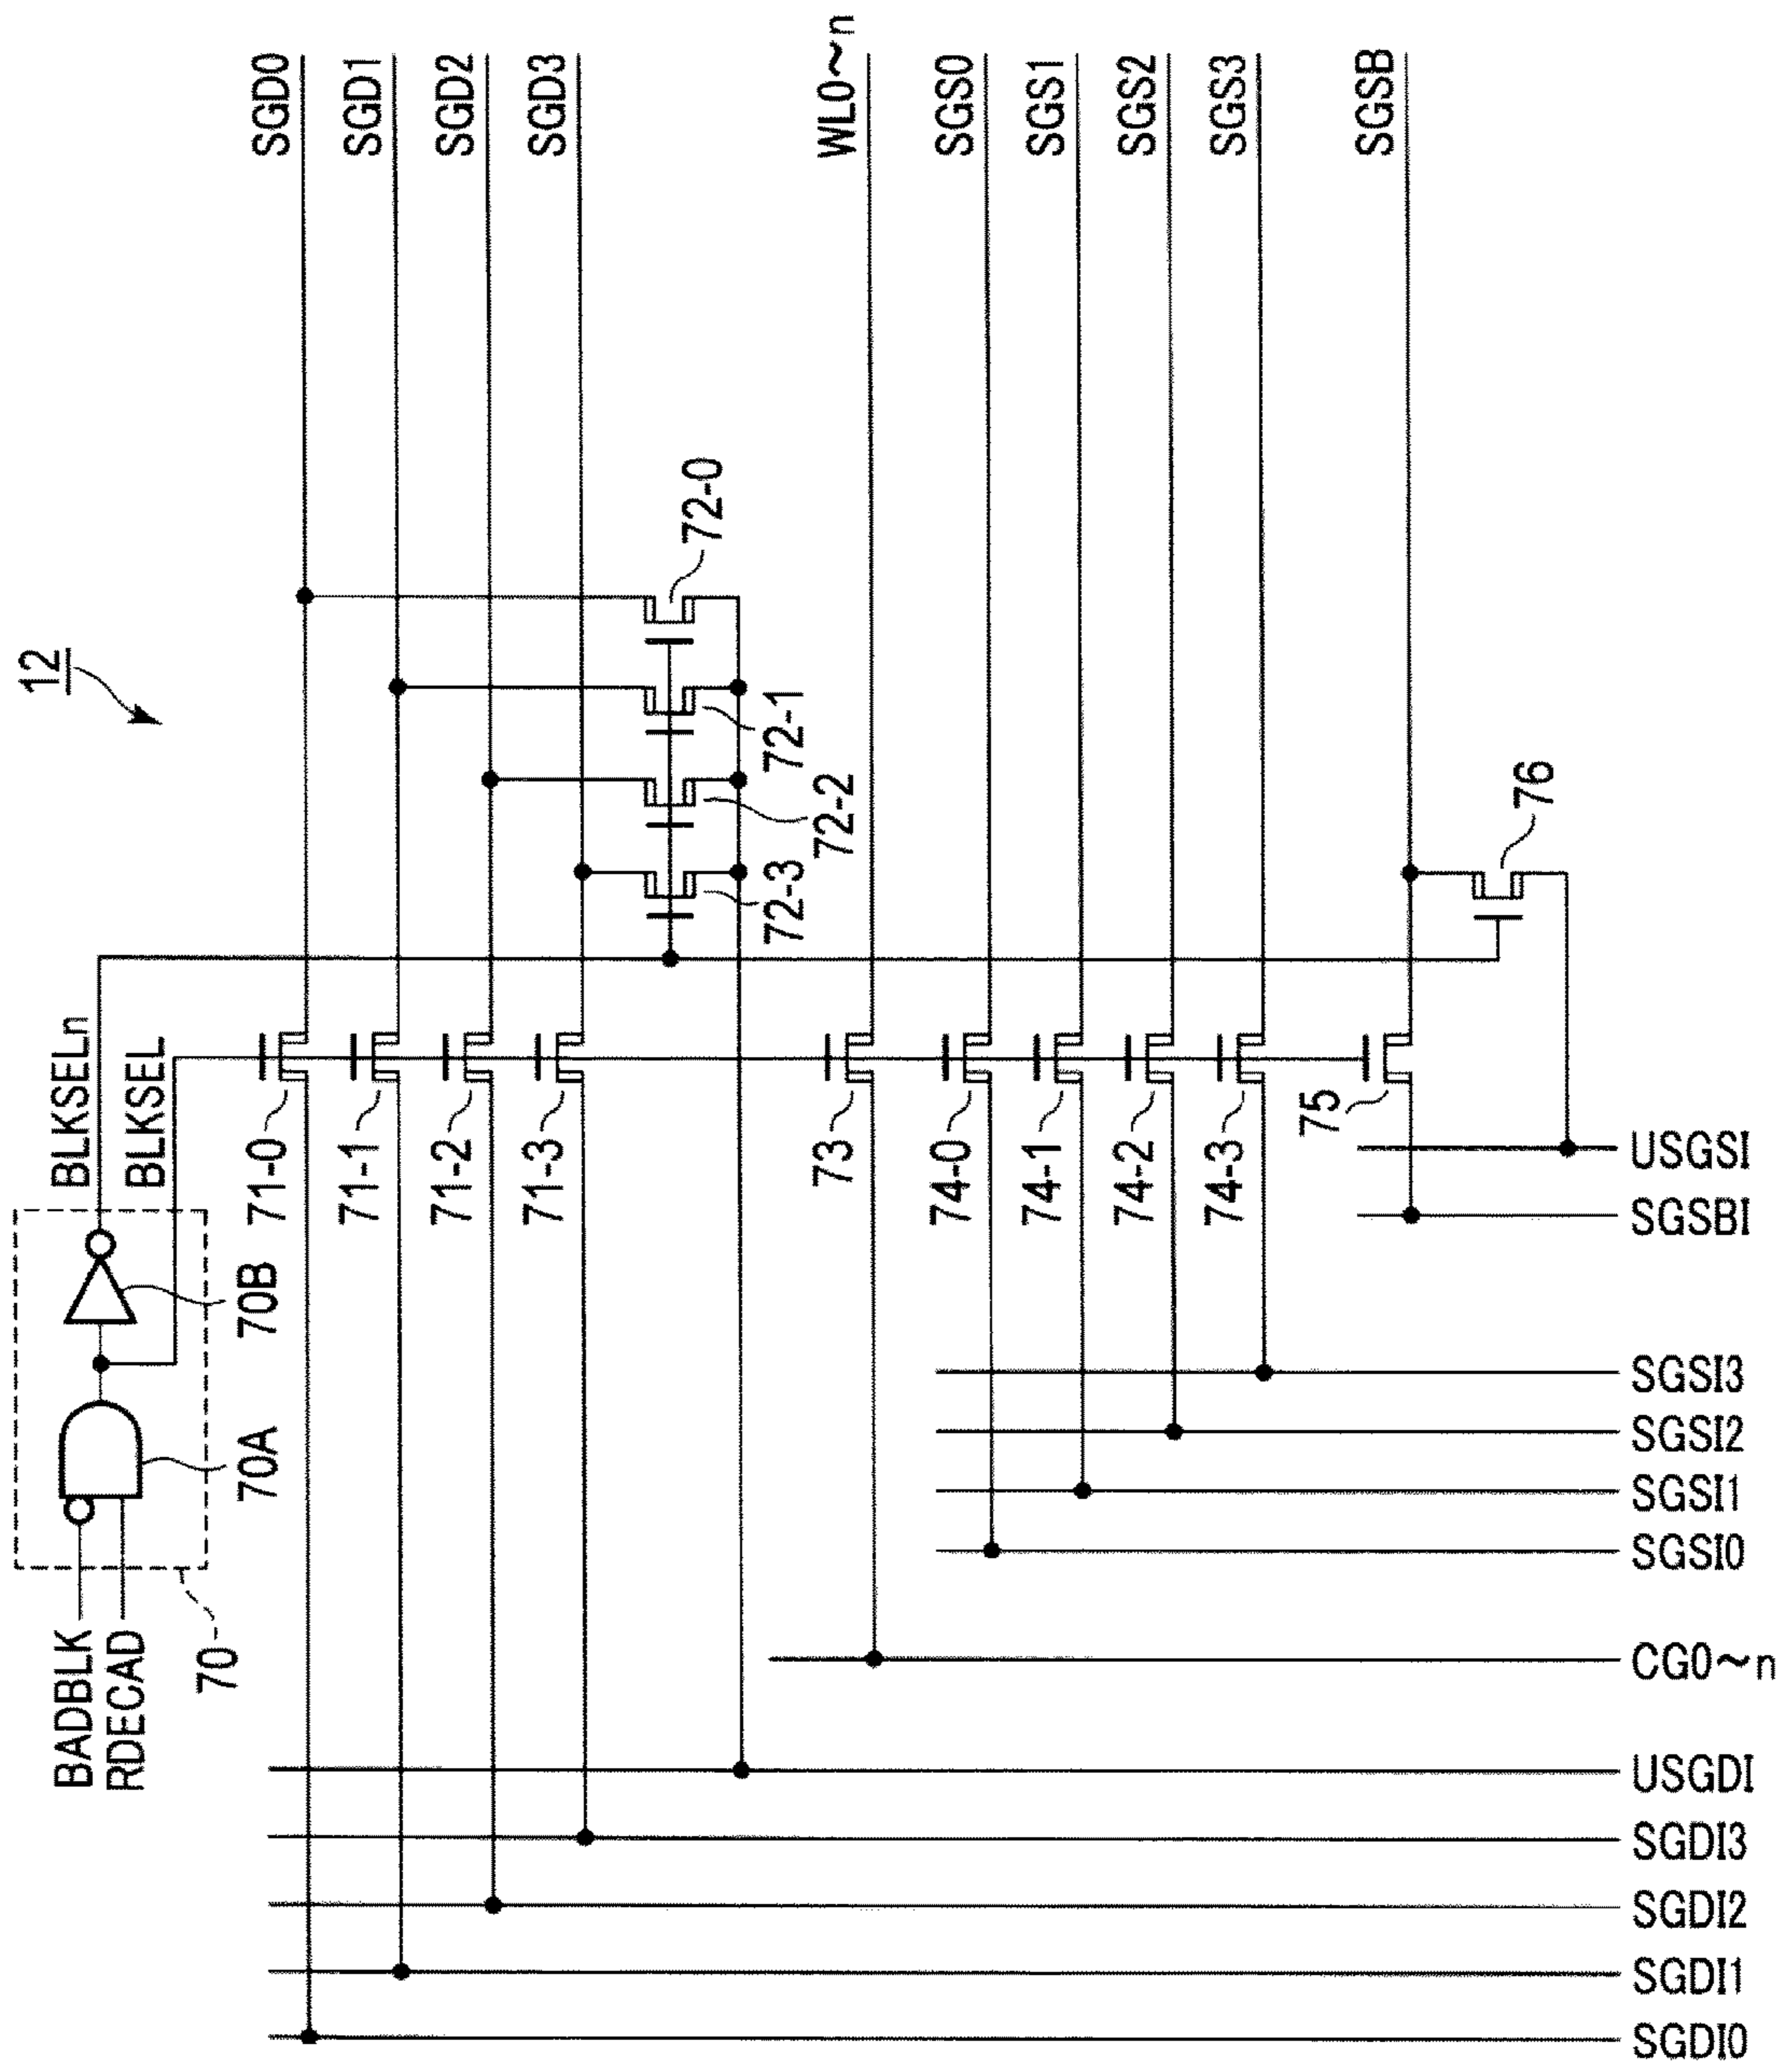 12
BADBLK
RDECAD
70
70A
70B
BLKSELn
BLKSEL
SGD0
SGD1
SGD2
SGD3
WL0~n
SGS0
SGS1
SGS2
SGS3
SGSB
71-0
71-1
71-2
71-3
72-0
72-1
72-2
72-3
73
74-0
74-1
74-2
74-3
75
76
USGSI
SGSBI
SGSI3
SGSI2
SGSI1
SGSI0
CG0~n
USGDI
SGDI3
SGDI2
SGDI1
SGDI0